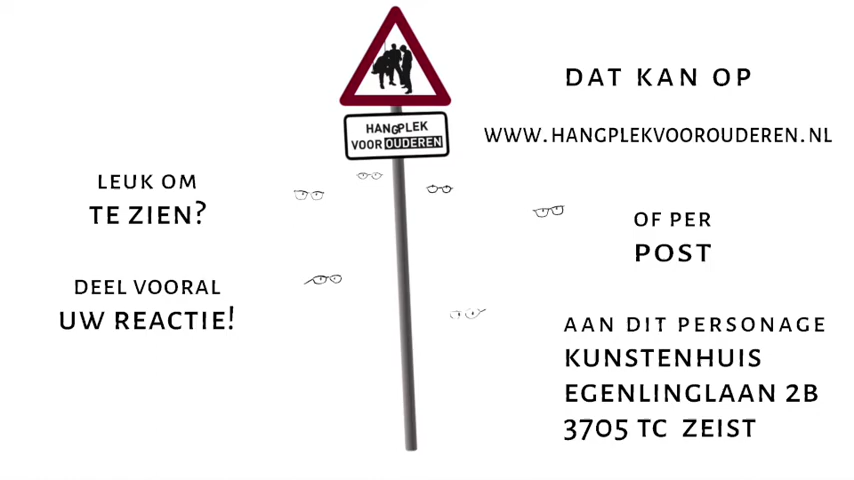 HANGPLEK
VOOR OUDEREN
LEUK OM
TE ZIEN?
DEEL VOORAL
UW REACTIE!
DAT KAN OP
WWW.HANGPLEKVOOROUDEREN.NL
OF PER
POST
AAN DIT PERSONAGE
KUNSTENHUIS
EGENLINGLAAN 2B
3705 TC ZEIST